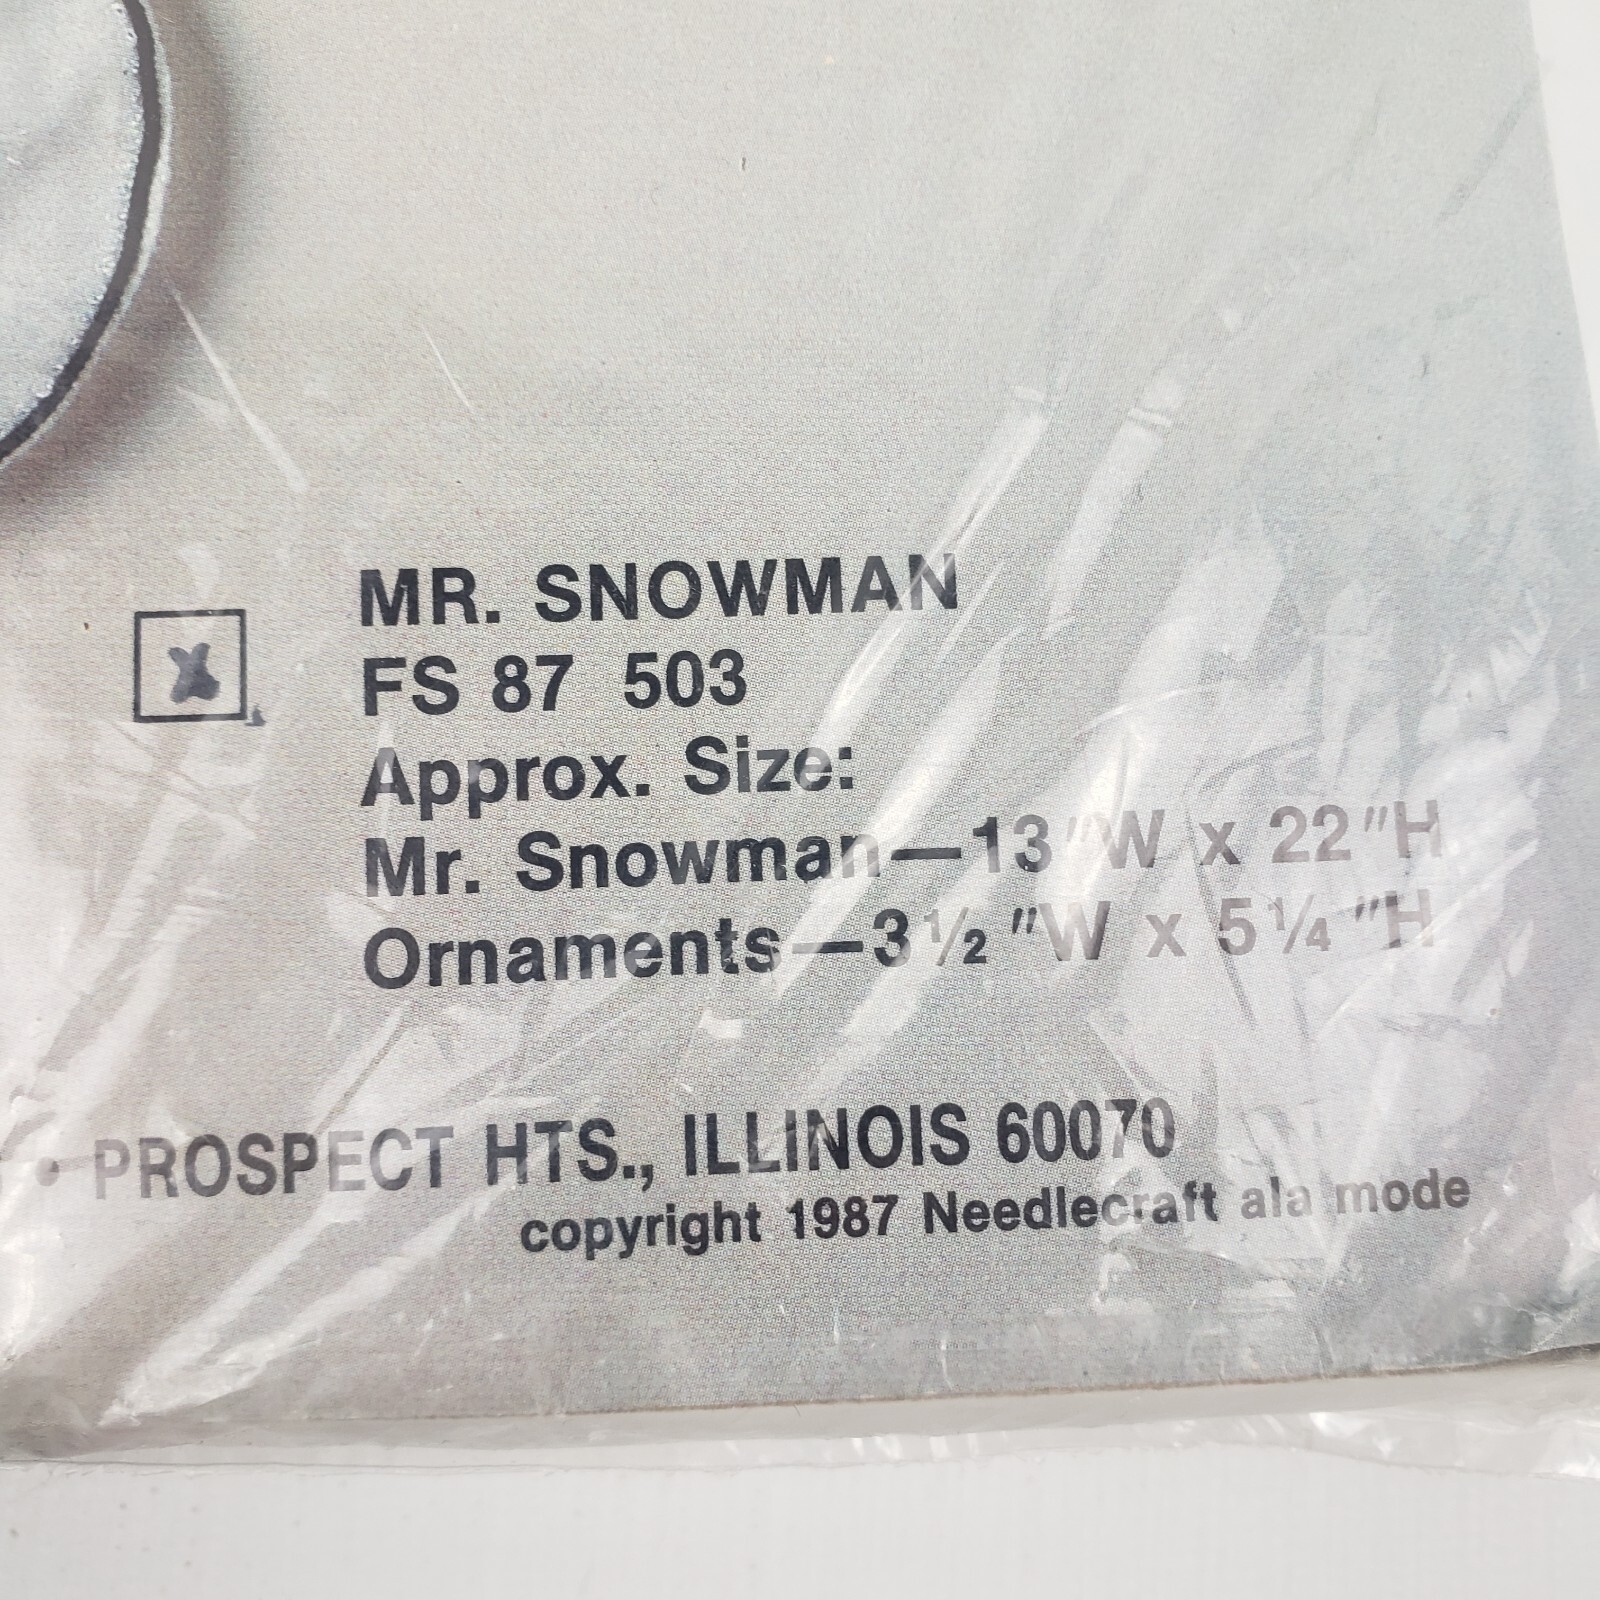 x MR. SNOWMAN
FS 87 503
Approx. Size:
Mr. Snowman—13"W x 22"H
Ornaments—3½"W x 5¼"H
• PROSPECT HTS., ILLINOIS 60070
copyright 1987 Needlecraft ala mode